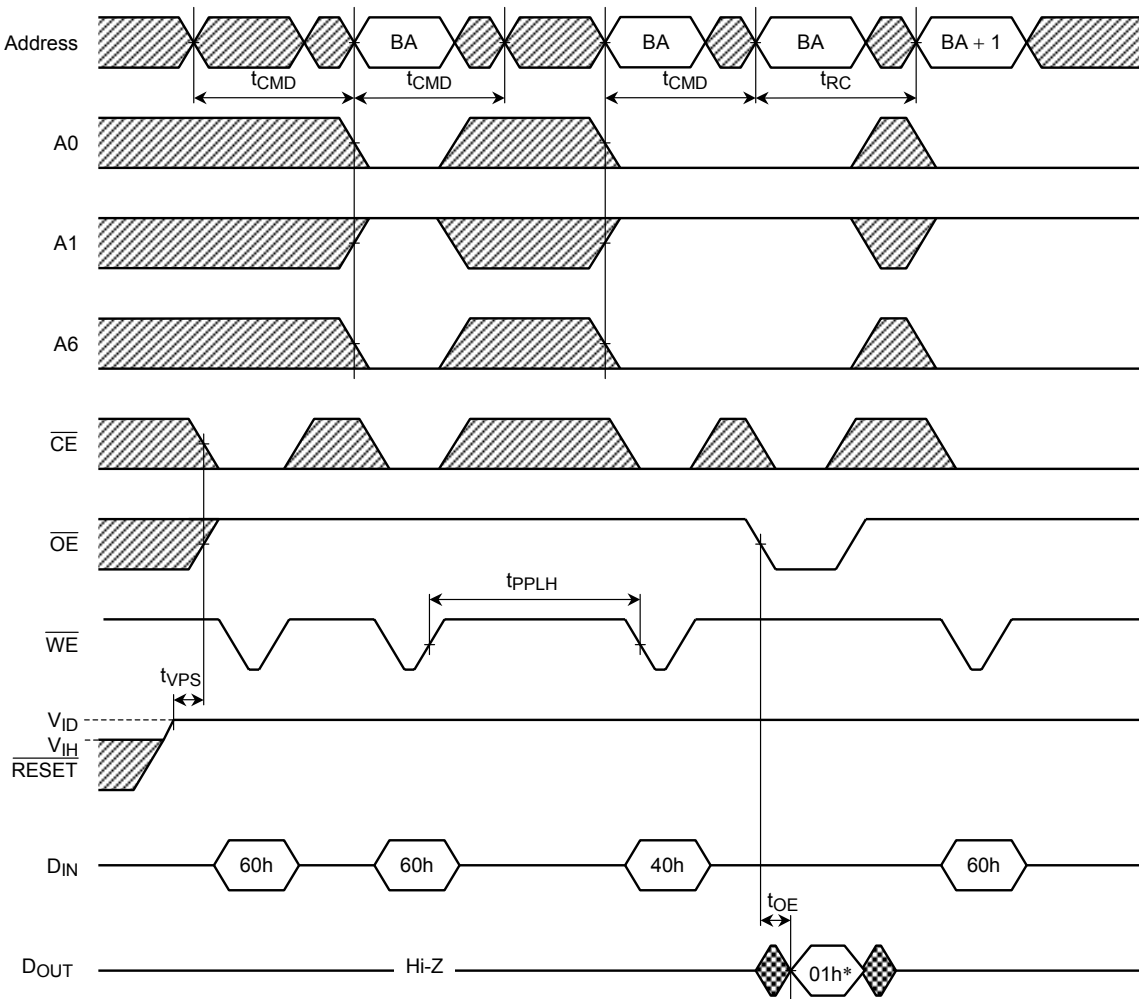 Address BA BA BA BA + 1
tCMD tCMD tCMD tRC
A0
A1
A6
CE
OE
tPPLH
WE
tVPS
VID
VIH
RESET
DIN 60h 60h 40h 60h
tOE
DOUT Hi-Z 01h*